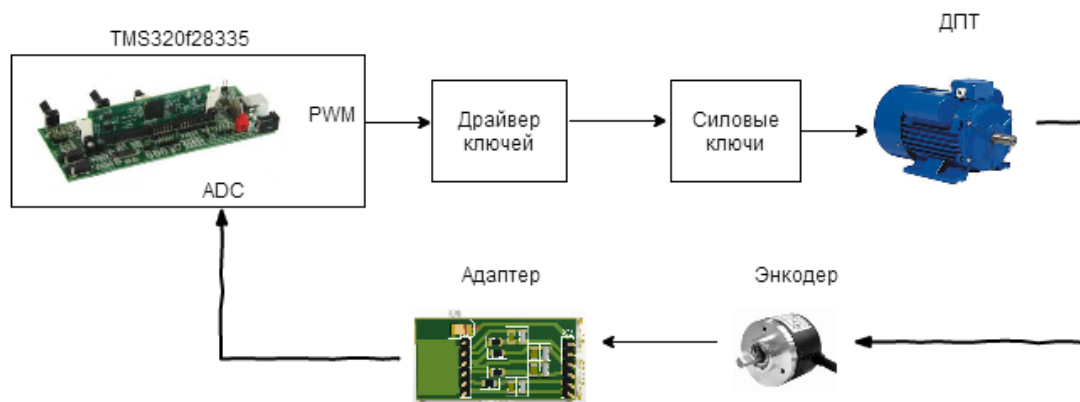 ДПТ
TMS320f28335
PWM
Драйвер
ключей
Силовые
ключи
ADC
Адаптер
Энкодер